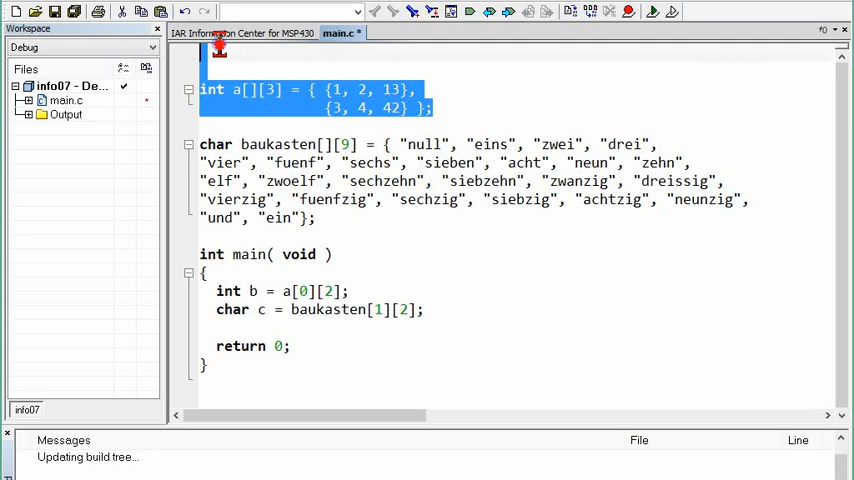 Workspace
Debug
Files
info07 - De...
main.c
Output
info07
IAR Information Center for MSP430
main.c *
f0
int a[][3] = { {1, 2, 13},
{3, 4, 42} };
char baukasten[][9] = { "null", "eins", "zwei", "drei",
"vier", "fuenf", "sechs", "sieben", "acht", "neun", "zehn",
"elf", "zwoelf", "sechzehn", "siebzehn", "zwanzig", "dreissig",
"vierzig", "fuenfzig", "sechzig", "siebzig", "achtzig", "neunzig",
"und", "ein"};
int main( void )
{
int b = a[0][2];
char c = baukasten[1][2];
return 0;
}
Messages
File
Line
Updating build tree...